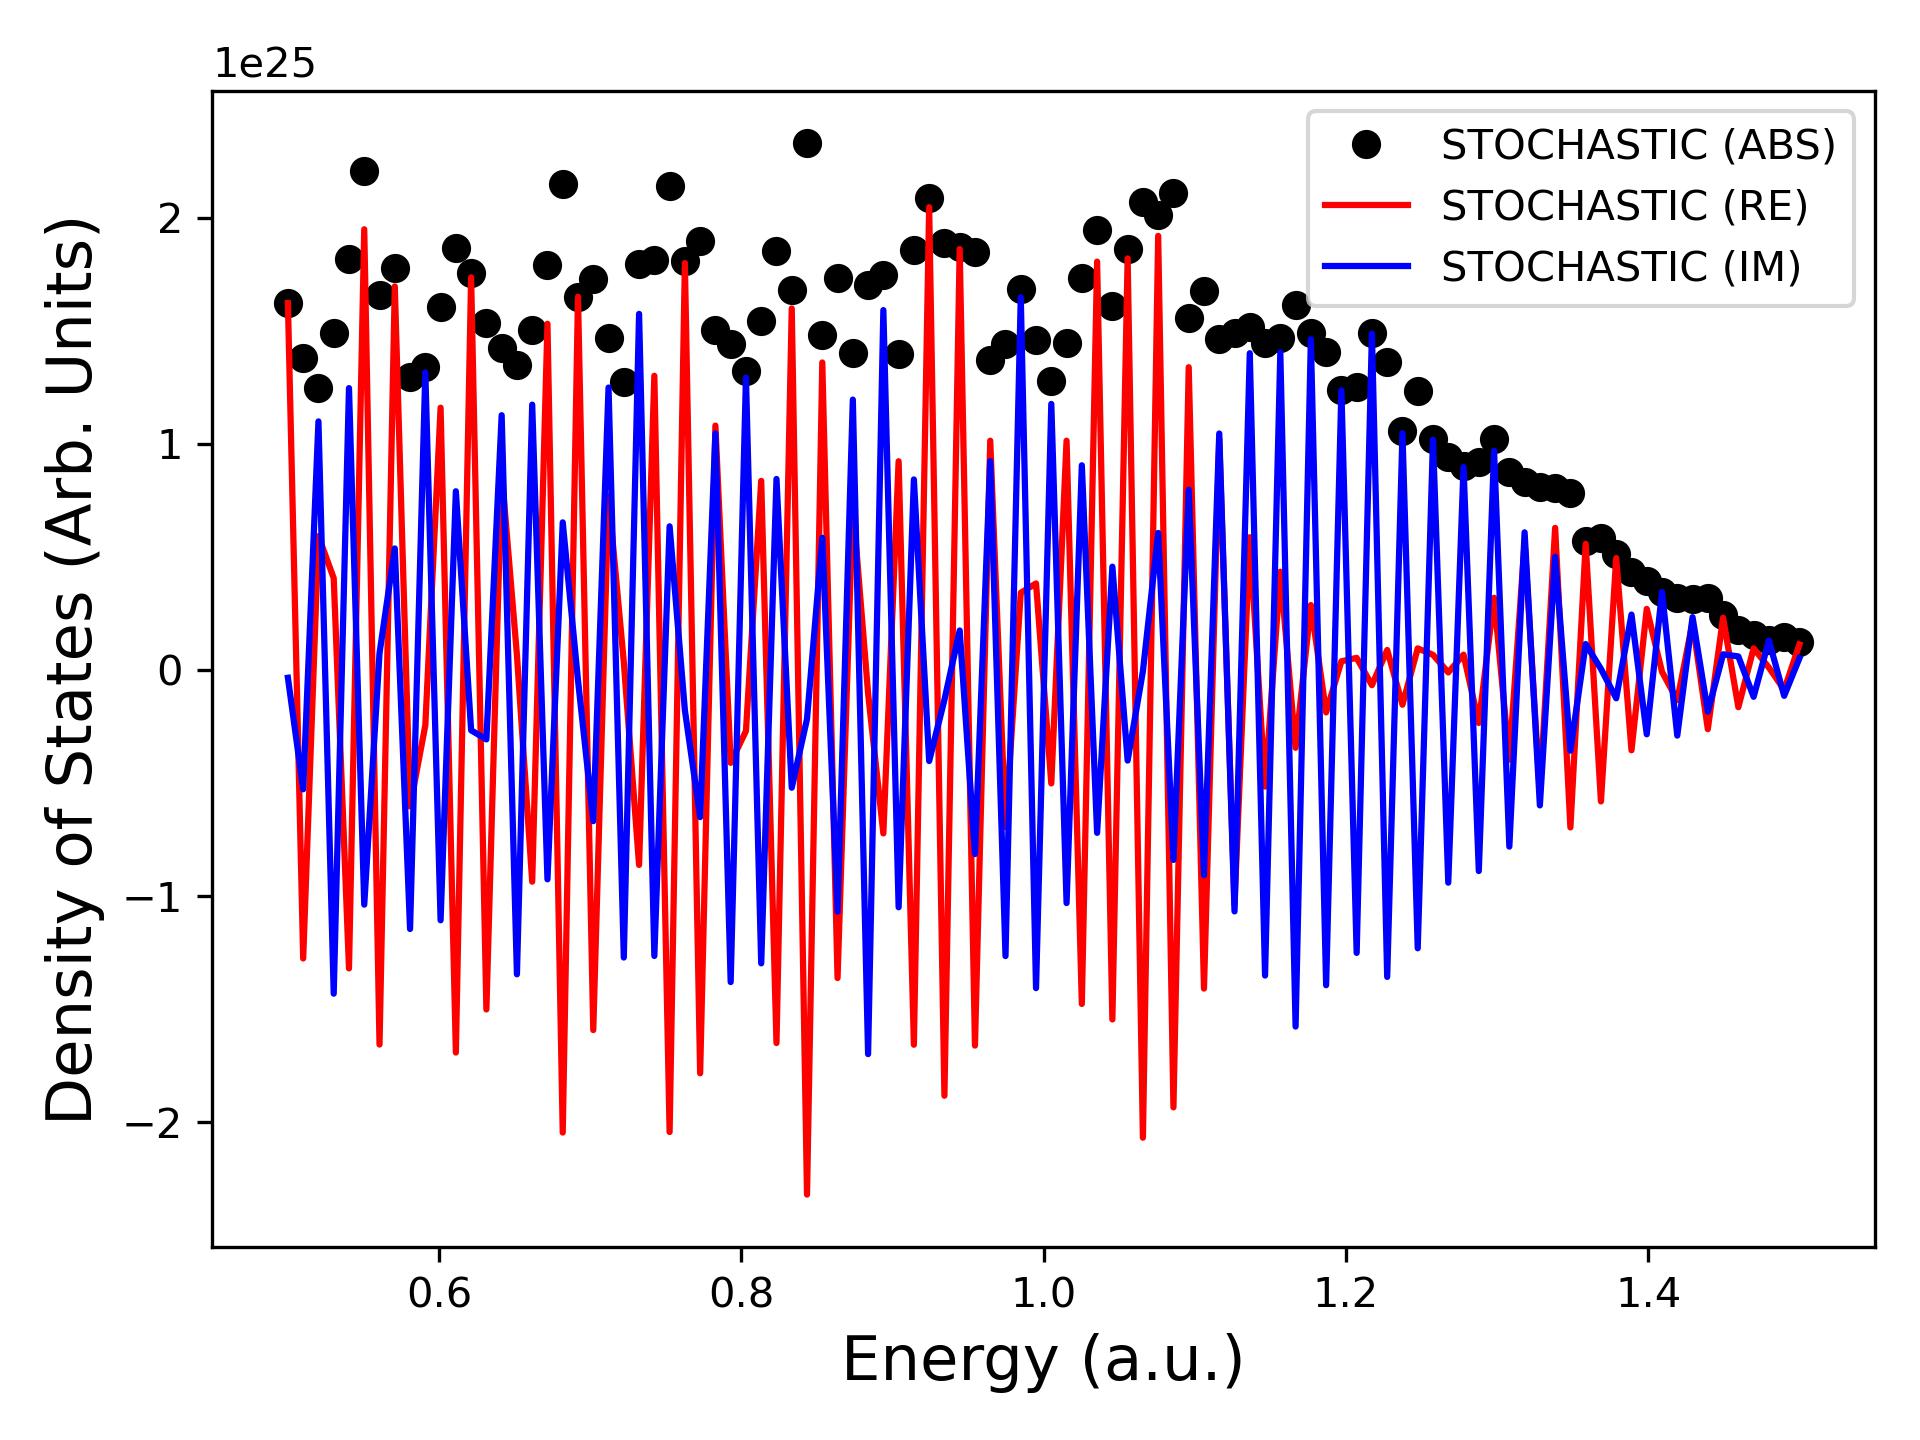 1e25
STOCHASTIC (ABS)
STOCHASTIC (RE)
STOCHASTIC (IM)
Density of States (Arb. Units)
2
1
0
−1
−2
0.6 0.8 1.0 1.2 1.4
Energy (a.u.)